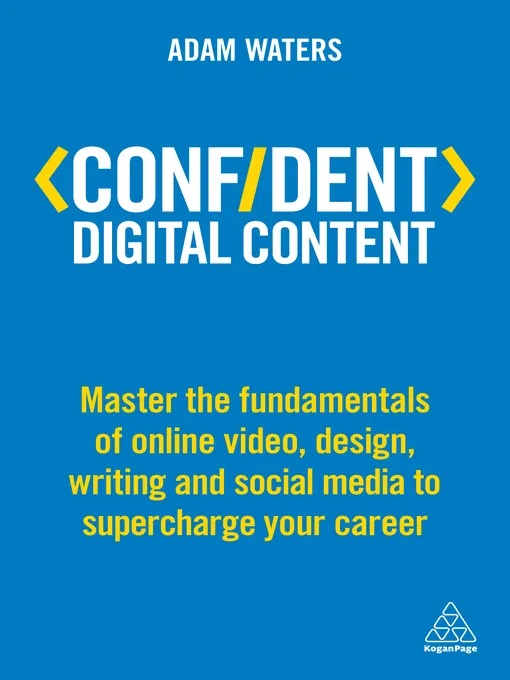 ADAM WATERS
<CONF/DENT>
DIGITAL CONTENT
Master the fundamentals
of online video, design,
writing and social media to
supercharge your career
KoganPage